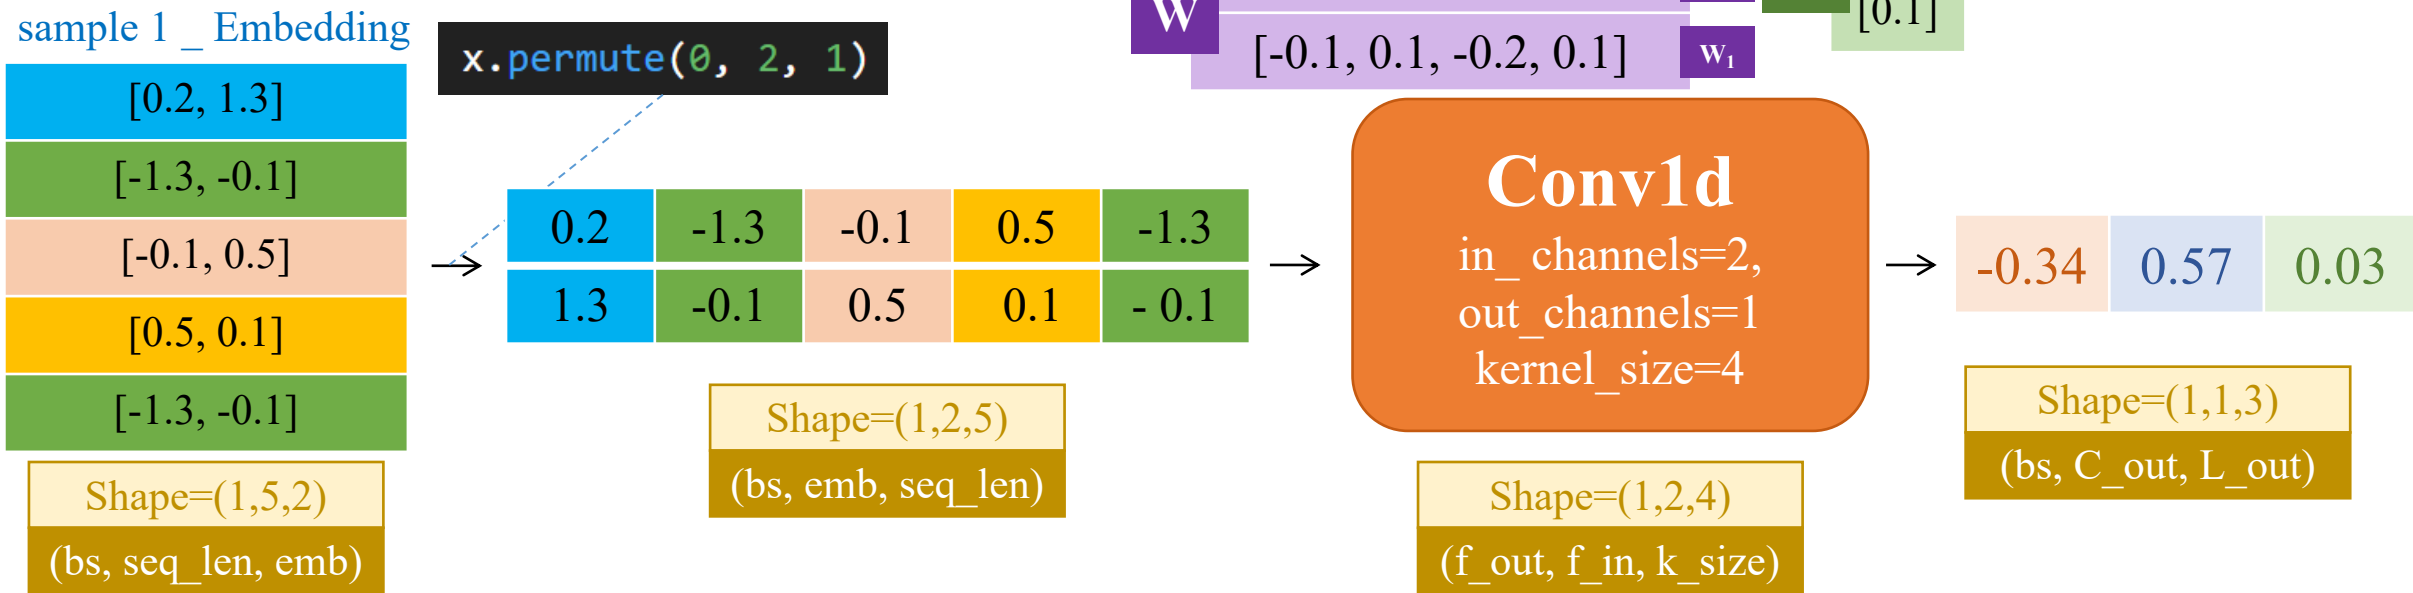 sample 1 _ Embedding
[0.2, 1.3]
[-1.3, -0.1]
[-0.1, 0.5]
[0.5, 0.1]
[-1.3, -0.1]
Shape=(1,5,2)
(bs, seq_len, emb)
x.permute(0, 2, 1)
0.2 -1.3 -0.1 0.5 -1.3
1.3 -0.1 0.5 0.1 - 0.1
Shape=(1,2,5)
(bs, emb, seq_len)
W
[-0.1, 0.1, -0.2, 0.1]
W₁
[0.1]
Conv1d
in_ channels=2,
out_channels=1
kernel_size=4
Shape=(1,2,4)
(f_out, f_in, k_size)
-0.34 0.57 0.03
Shape=(1,1,3)
(bs, C_out, L_out)